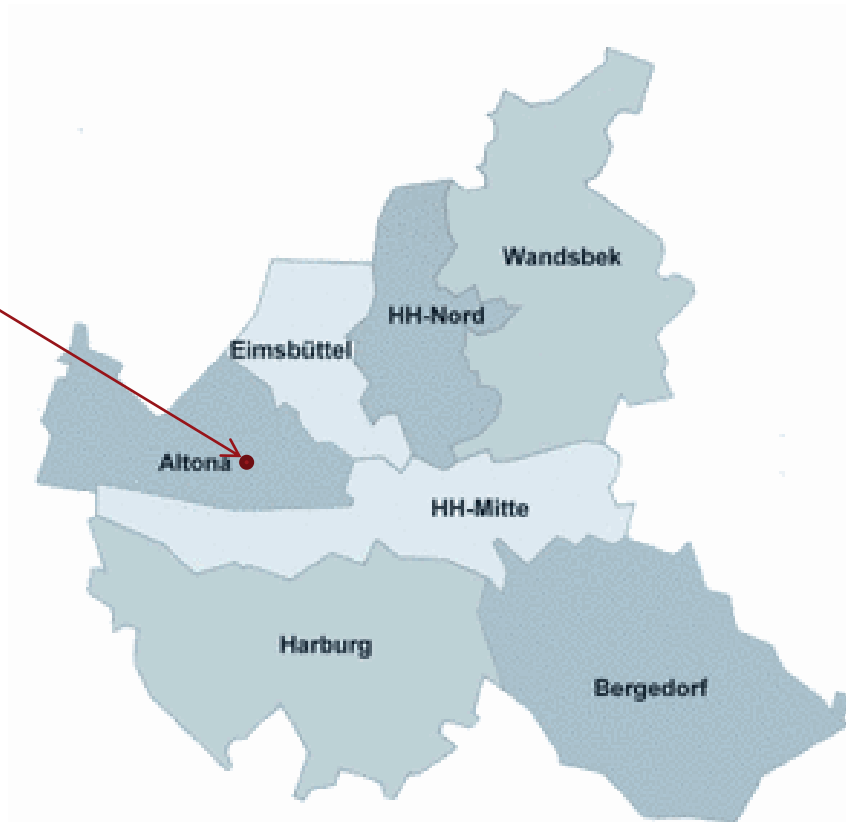 Wandsbek
HH-Nord
Eimsbüttel
Altona
HH-Mitte
Harburg
Bergedorf